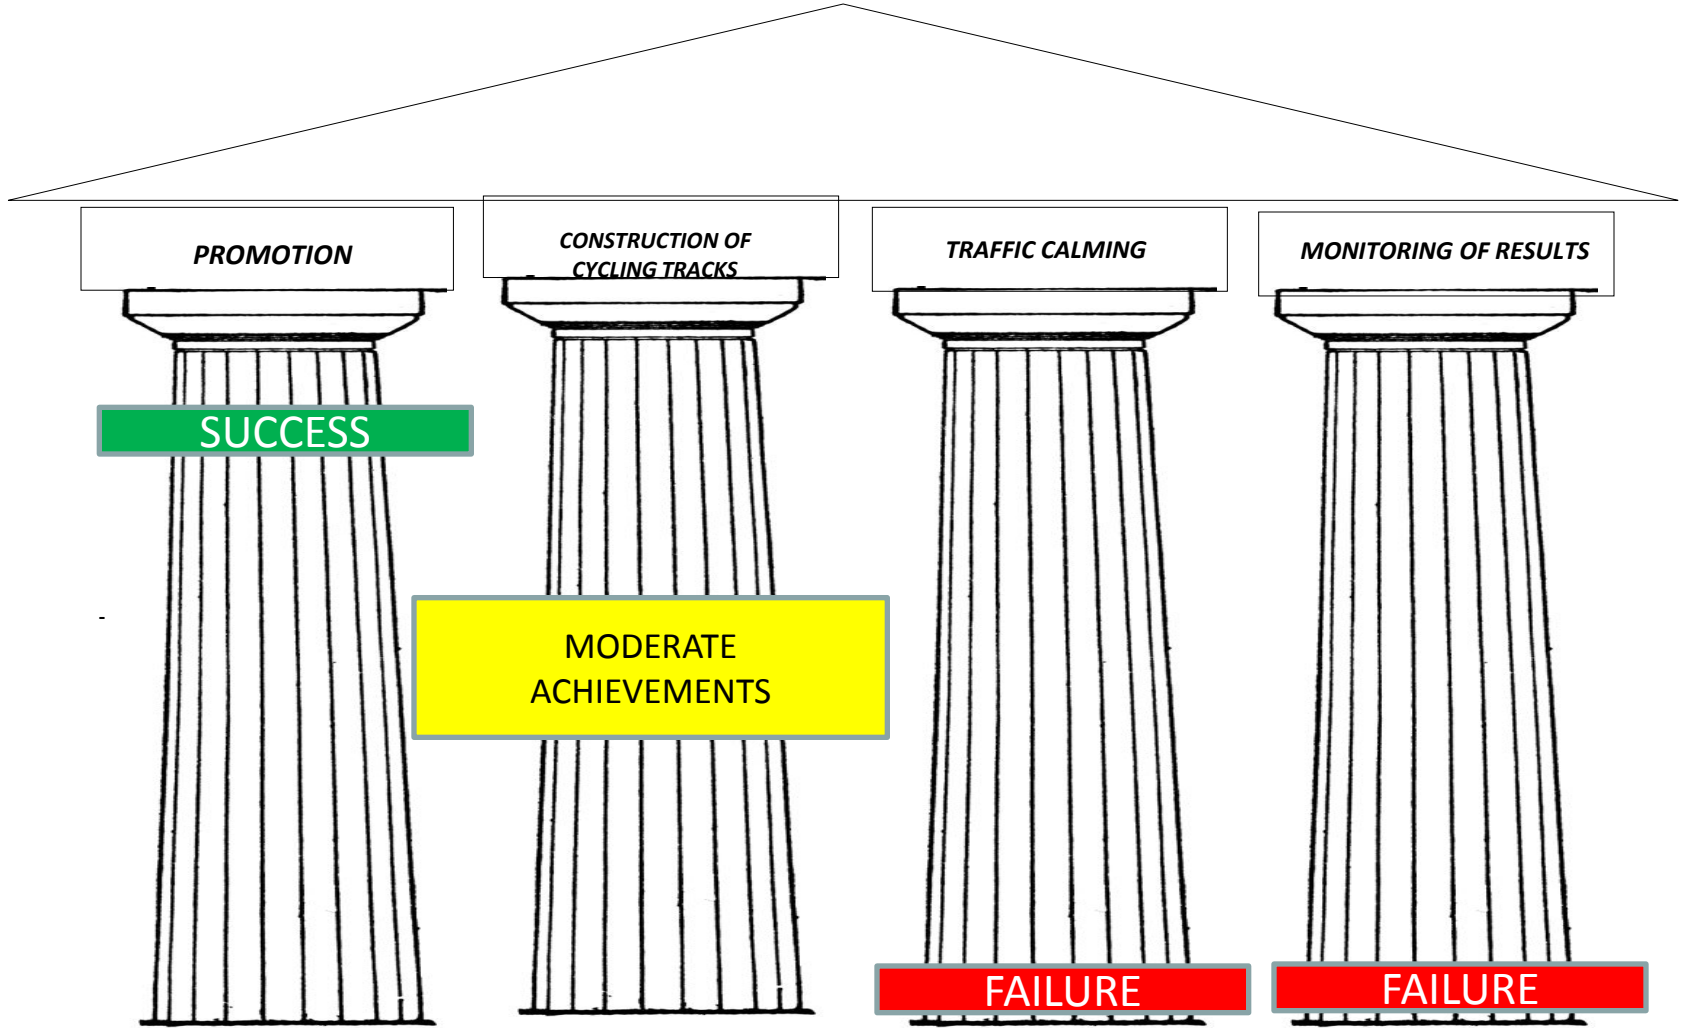 PROMOTION
CONSTRUCTION OF
CYCLING TRACKS
TRAFFIC CALMING
MONITORING OF RESULTS
SUCCESS
MODERATE
ACHIEVEMENTS
FAILURE
FAILURE